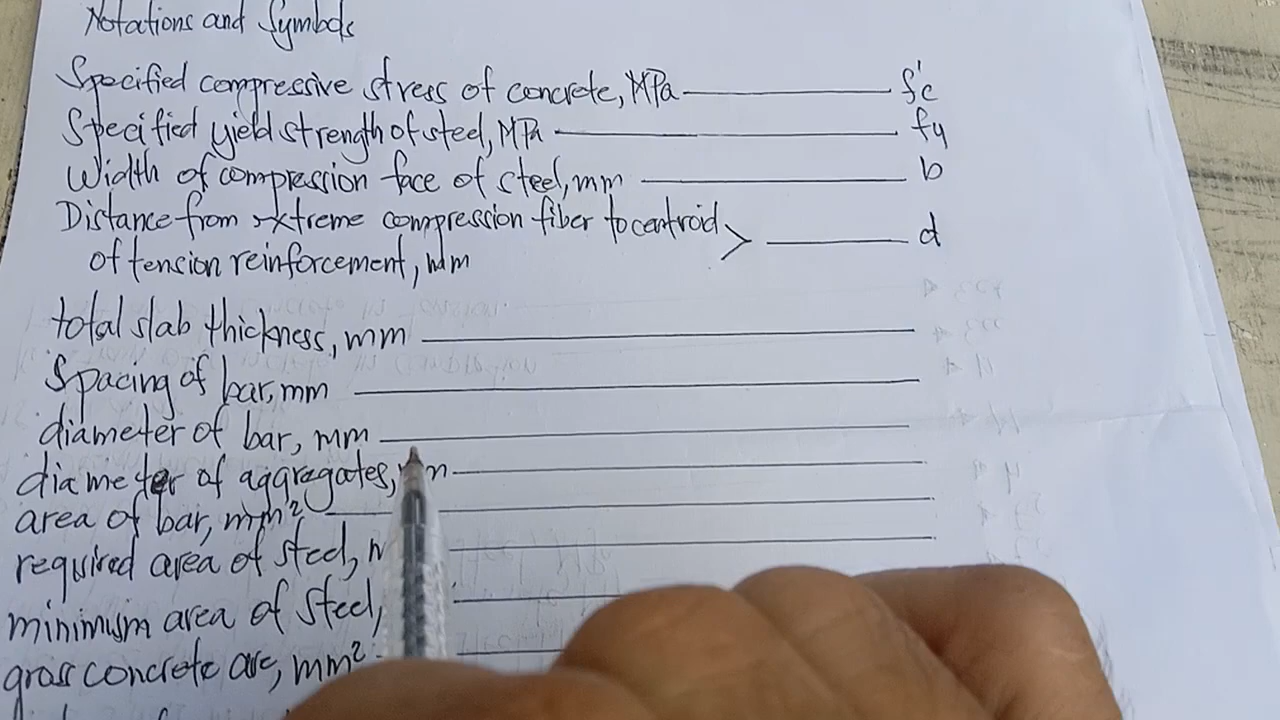 Notations and Symbols
Specified compressive stress of concrete, MPa f'c
Specified yield strength of steel, MPa fy
Width of compression face of steel, mm b
Distance from extreme compression fiber to centroid
of tension reinforcement, mm > d
total slab thickness, mm
Spacing of bar, mm
diameter of bar, mm
diameter of aggregates,
area of bar, mm²
required area of steel,
minimum area of steel,
gross concrete are, mm²